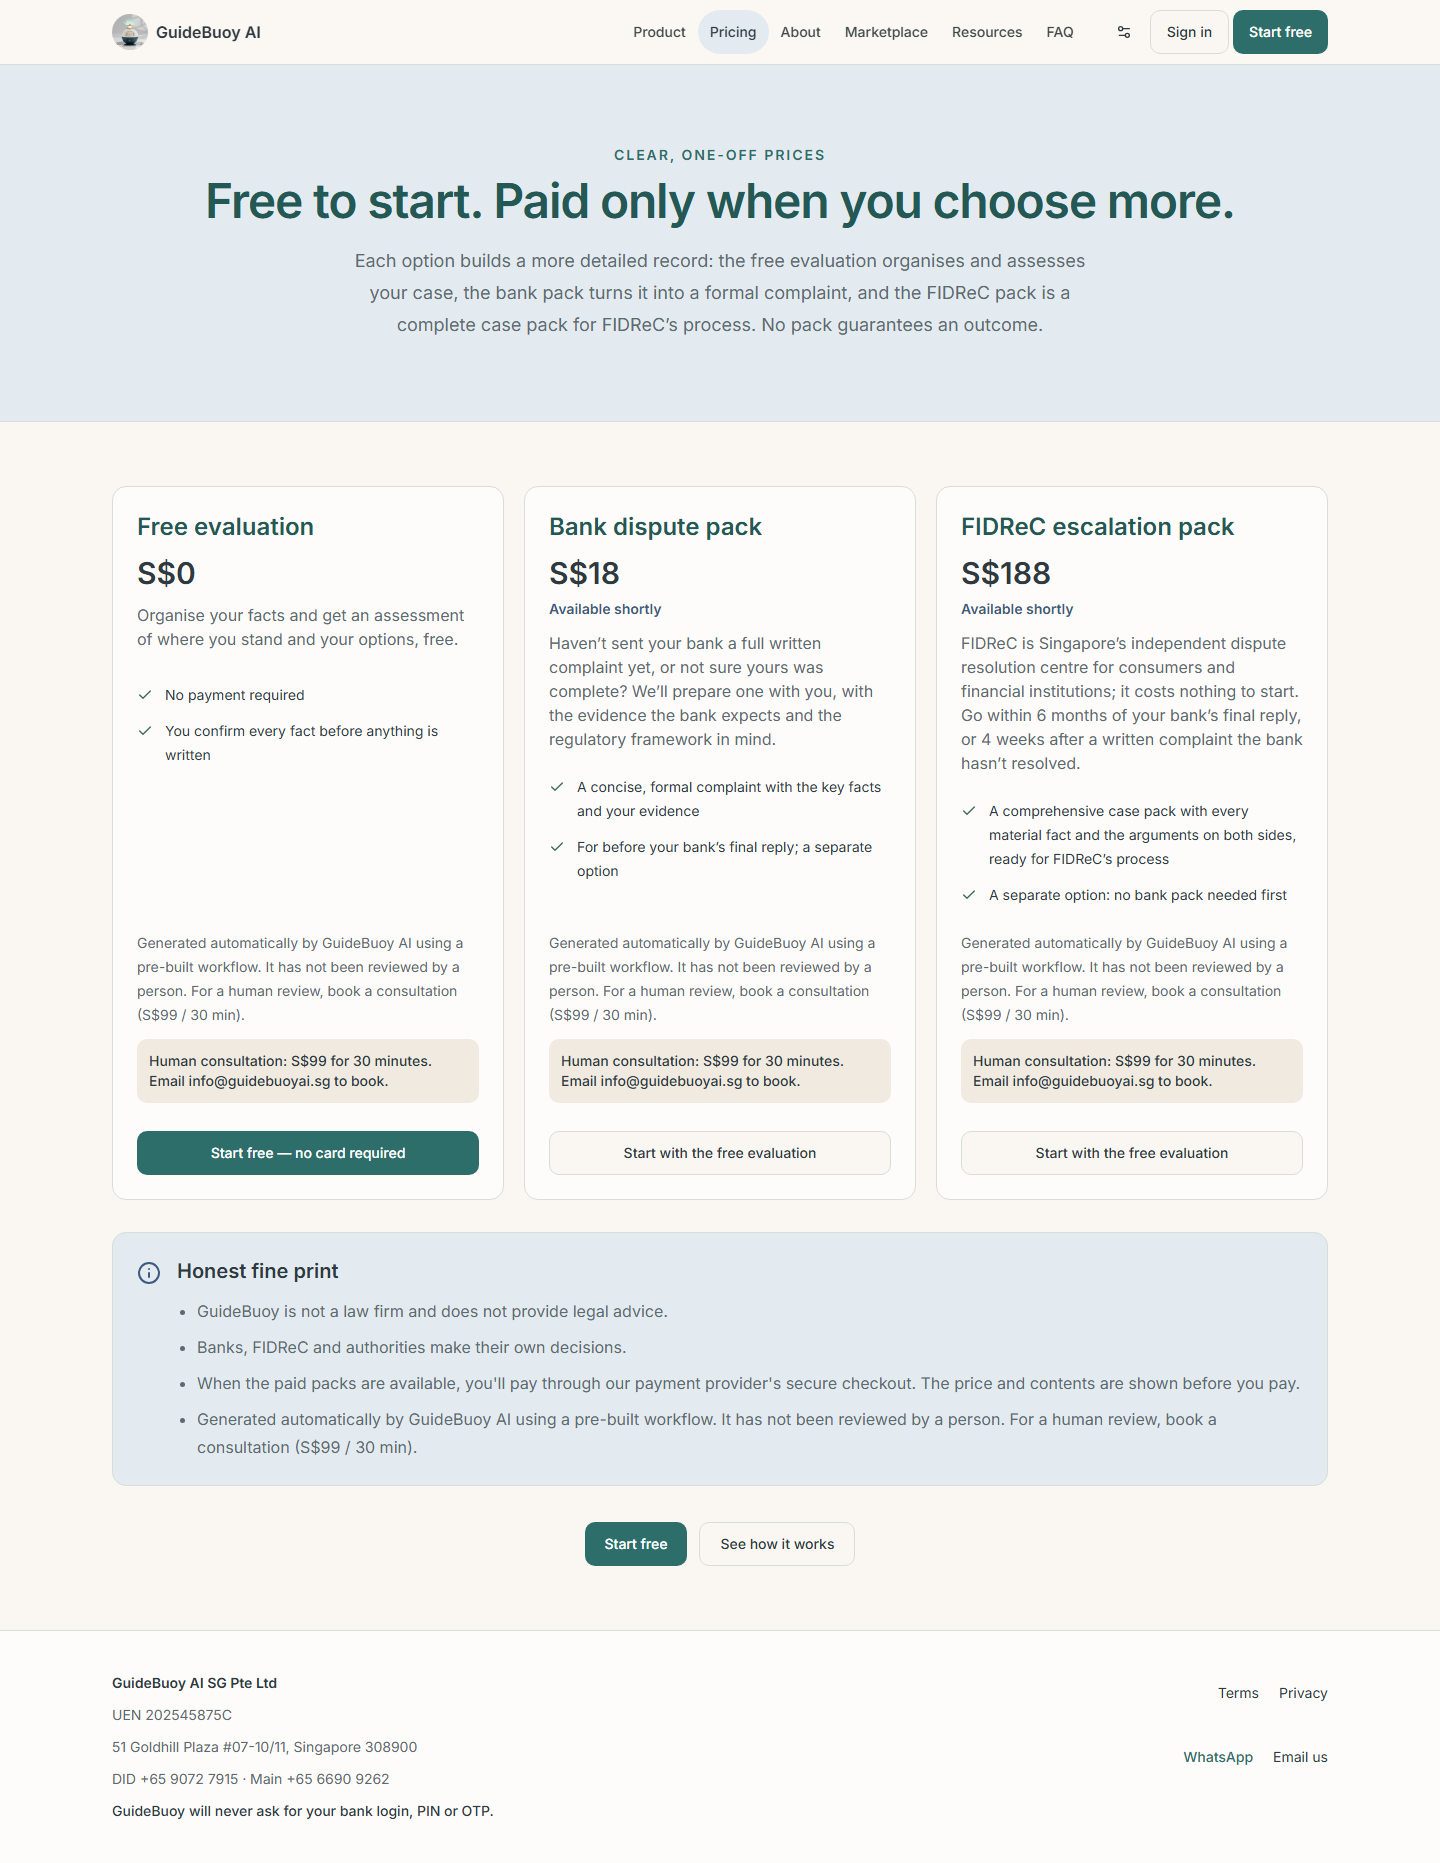 GuideBuoy AI
Product
Pricing
About
Marketplace
Resources
FAQ
Sign in
Start free
CLEAR, ONE-OFF PRICES
Free to start. Paid only when you choose more.
Each option builds a more detailed record: the free evaluation organises and assesses
your case, the bank pack turns it into a formal complaint, and the FIDReC pack is a
complete case pack for FIDReC’s process. No pack guarantees an outcome.
Free evaluation
S$0
Organise your facts and get an assessment
of where you stand and your options, free.
No payment required
You confirm every fact before anything is
written
Generated automatically by GuideBuoy AI using a
pre-built workflow. It has not been reviewed by a
person. For a human review, book a consultation
(S$99 / 30 min).
Human consultation: S$99 for 30 minutes.
Email info@guidebuoyai.sg to book.
Start free — no card required
Bank dispute pack
S$18
Available shortly
Haven’t sent your bank a full written
complaint yet, or not sure yours was
complete? We’ll prepare one with you, with
the evidence the bank expects and the
regulatory framework in mind.
A concise, formal complaint with the key facts
and your evidence
For before your bank’s final reply; a separate
option
Generated automatically by GuideBuoy AI using a
pre-built workflow. It has not been reviewed by a
person. For a human review, book a consultation
(S$99 / 30 min).
Human consultation: S$99 for 30 minutes.
Email info@guidebuoyai.sg to book.
Start with the free evaluation
FIDReC escalation pack
S$188
Available shortly
FIDReC is Singapore’s independent dispute
resolution centre for consumers and
financial institutions; it costs nothing to start.
Go within 6 months of your bank’s final reply,
or 4 weeks after a written complaint the bank
hasn’t resolved.
A comprehensive case pack with every
material fact and the arguments on both sides,
ready for FIDReC’s process
A separate option: no bank pack needed first
Generated automatically by GuideBuoy AI using a
pre-built workflow. It has not been reviewed by a
person. For a human review, book a consultation
(S$99 / 30 min).
Human consultation: S$99 for 30 minutes.
Email info@guidebuoyai.sg to book.
Start with the free evaluation
Honest fine print
• GuideBuoy is not a law firm and does not provide legal advice.
• Banks, FIDReC and authorities make their own decisions.
• When the paid packs are available, you'll pay through our payment provider's secure checkout. The price and contents are shown before you pay.
• Generated automatically by GuideBuoy AI using a pre-built workflow. It has not been reviewed by a person. For a human review, book a
consultation (S$99 / 30 min).
Start free
See how it works
GuideBuoy AI SG Pte Ltd
UEN 202545875C
51 Goldhill Plaza #07-10/11, Singapore 308900
DID +65 9072 7915 · Main +65 6690 9262
GuideBuoy will never ask for your bank login, PIN or OTP.
Terms
Privacy
WhatsApp
Email us